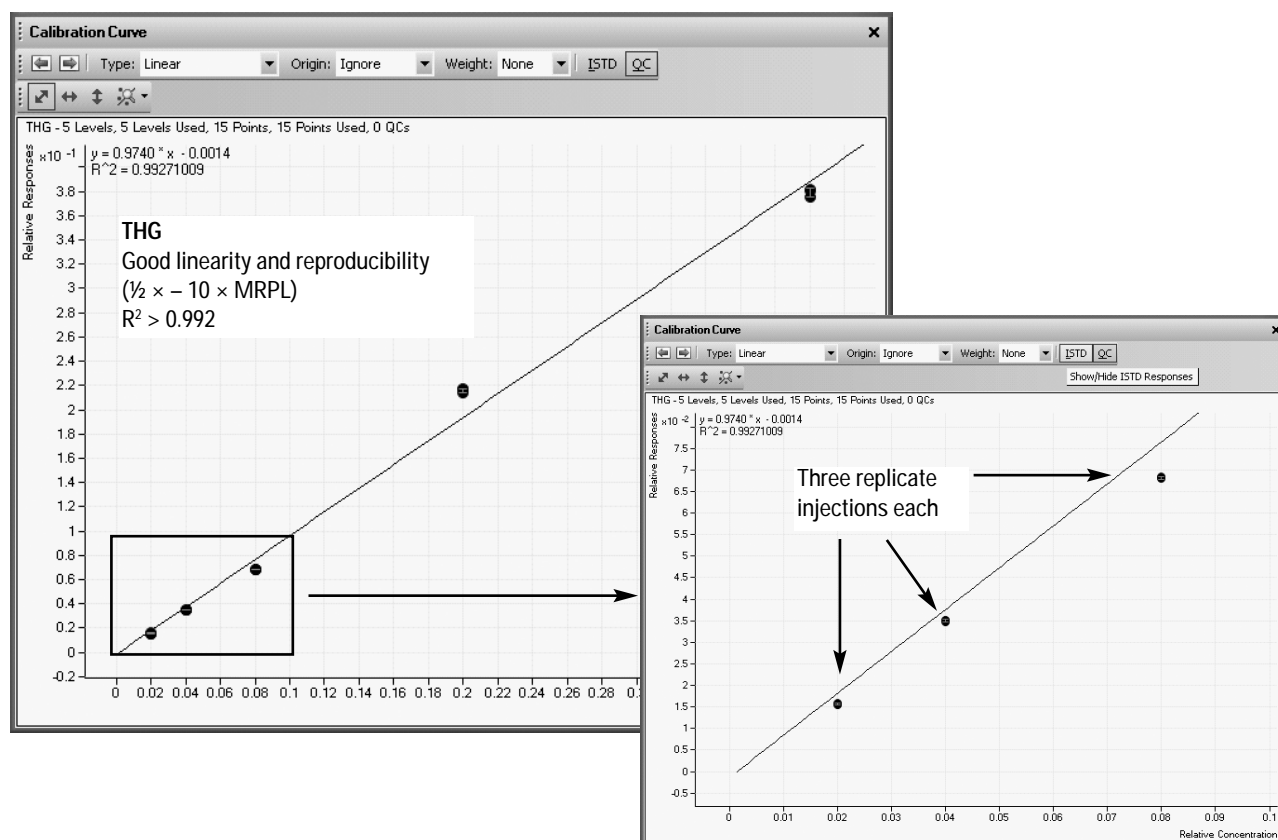 Calibration Curve
Type: Linear Origin: Ignore Weight: None ISTD QC
THG - 5 Levels, 5 Levels Used, 15 Points, 15 Points Used, 0 QCs
Relative Responses
x10 -1
y = 0.9740 * x - 0.0014
R^2 = 0.99271009
3.8
3.6
3.4
3.2
3
2.8
2.6
2.4
2.2
2
1.8
1.6
1.4
1.2
1
0.8
0.6
0.4
0.2
0
-0.2
THG
Good linearity and reproducibility
(½ × – 10 × MRPL)
R² > 0.992
0 0.02 0.04 0.06 0.08 0.1 0.12 0.14 0.16 0.18 0.2 0.22 0.24 0.26 0.28
Calibration Curve
Type: Linear Origin: Ignore Weight: None ISTD QC
Show/Hide ISTD Responses
THG - 5 Levels, 5 Levels Used, 15 Points, 15 Points Used, 0 QCs
Relative Responses
x10 -2
y = 0.9740 * x - 0.0014
R^2 = 0.99271009
7.5
7
6.5
6
5.5
5
4.5
4
3.5
3
2.5
2
1.5
1
0.5
0
-0.5
Three replicate
injections each
0 0.01 0.02 0.03 0.04 0.05 0.06 0.07 0.08 0.09 0.1
Relative Concentration